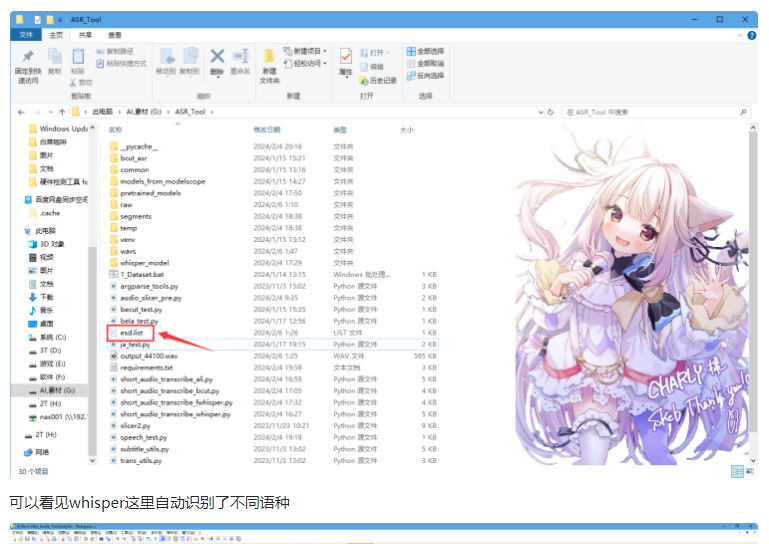 ASR_Tool
文件 主页 共享 查看
固定到快速访问 复制 粘贴 复制路径 粘贴快捷方式 剪切 移动到 复制到 删除 重命名 新建文件夹 新建项目 轻松访问 属性 打开 编辑 历史记录 全部选择 全部取消 反向选择
剪贴板 组织 新建 打开 选择
此电脑 > AI,素材 (G:) > ASR_Tool > 在 ASR_Tool 中搜索
名称 修改日期 类型 大小
Windows Upda
白菜咖啡
图片
文档
硬件检测工具 fo
百度网盘同步空间
.cache
此电脑
3D 对象
视频
图片
文档
下载
音乐
桌面
系统 (C:)
3T (D:)
游戏 (E:)
软件 (F:)
AI,素材 (G:)
2T (H:)
nas001 (\\192.
2T (H:)
网络
__pycache__ 2024/2/4 20:16 文件夹
bcut_asr 2024/1/15 15:21 文件夹
common 2024/1/15 13:16 文件夹
models_from_modelscope 2024/1/15 14:27 文件夹
pretrained_models 2024/2/4 17:50 文件夹
raw 2024/2/6 1:10 文件夹
segments 2024/2/4 18:38 文件夹
temp 2024/2/4 18:38 文件夹
venv 2024/1/15 13:12 文件夹
wavs 2024/2/6 1:47 文件夹
whisper_model 2024/2/4 17:29 文件夹
1_Dataset.bat 2024/1/14 13:15 Windows 批处理... 1 KB
argparse_tools.py 2023/11/3 13:02 Python 源文件 3 KB
audio_slicer_pre.py 2024/2/4 9:35 Python 源文件 2 KB
becut_test.py 2024/1/15 15:35 Python 源文件 1 KB
bela_test.py 2024/1/17 12:56 Python 源文件 1 KB
esd.list 2024/2/6 1:26 LIST 文件 1 KB
ja_test.py 2024/1/17 19:15 Python 源文件 2 KB
output_44100.wav 2024/2/6 1:25 WAV 文件 565 KB
requirements.txt 2024/2/4 19:58 文本文档 3 KB
short_audio_transcribe_ali.py 2024/2/4 16:59 Python 源文件 5 KB
short_audio_transcribe_bcut.py 2024/2/4 17:05 Python 源文件 4 KB
short_audio_transcribe_fwhisper.py 2024/2/4 17:32 Python 源文件 4 KB
short_audio_transcribe_whisper.py 2024/2/4 16:27 Python 源文件 5 KB
slicer2.py 2023/11/23 10:21 Python 源文件 9 KB
speech_test.py 2024/2/4 19:18 Python 源文件 1 KB
subtitle_utils.py 2023/11/3 13:02 Python 源文件 5 KB
trans_utils.py 2023/11/3 13:02 Python 源文件 3 KB
CHARLY 様
Skeb Thank you!
30 个项目
可以看见whisper这里自动识别了不同语种